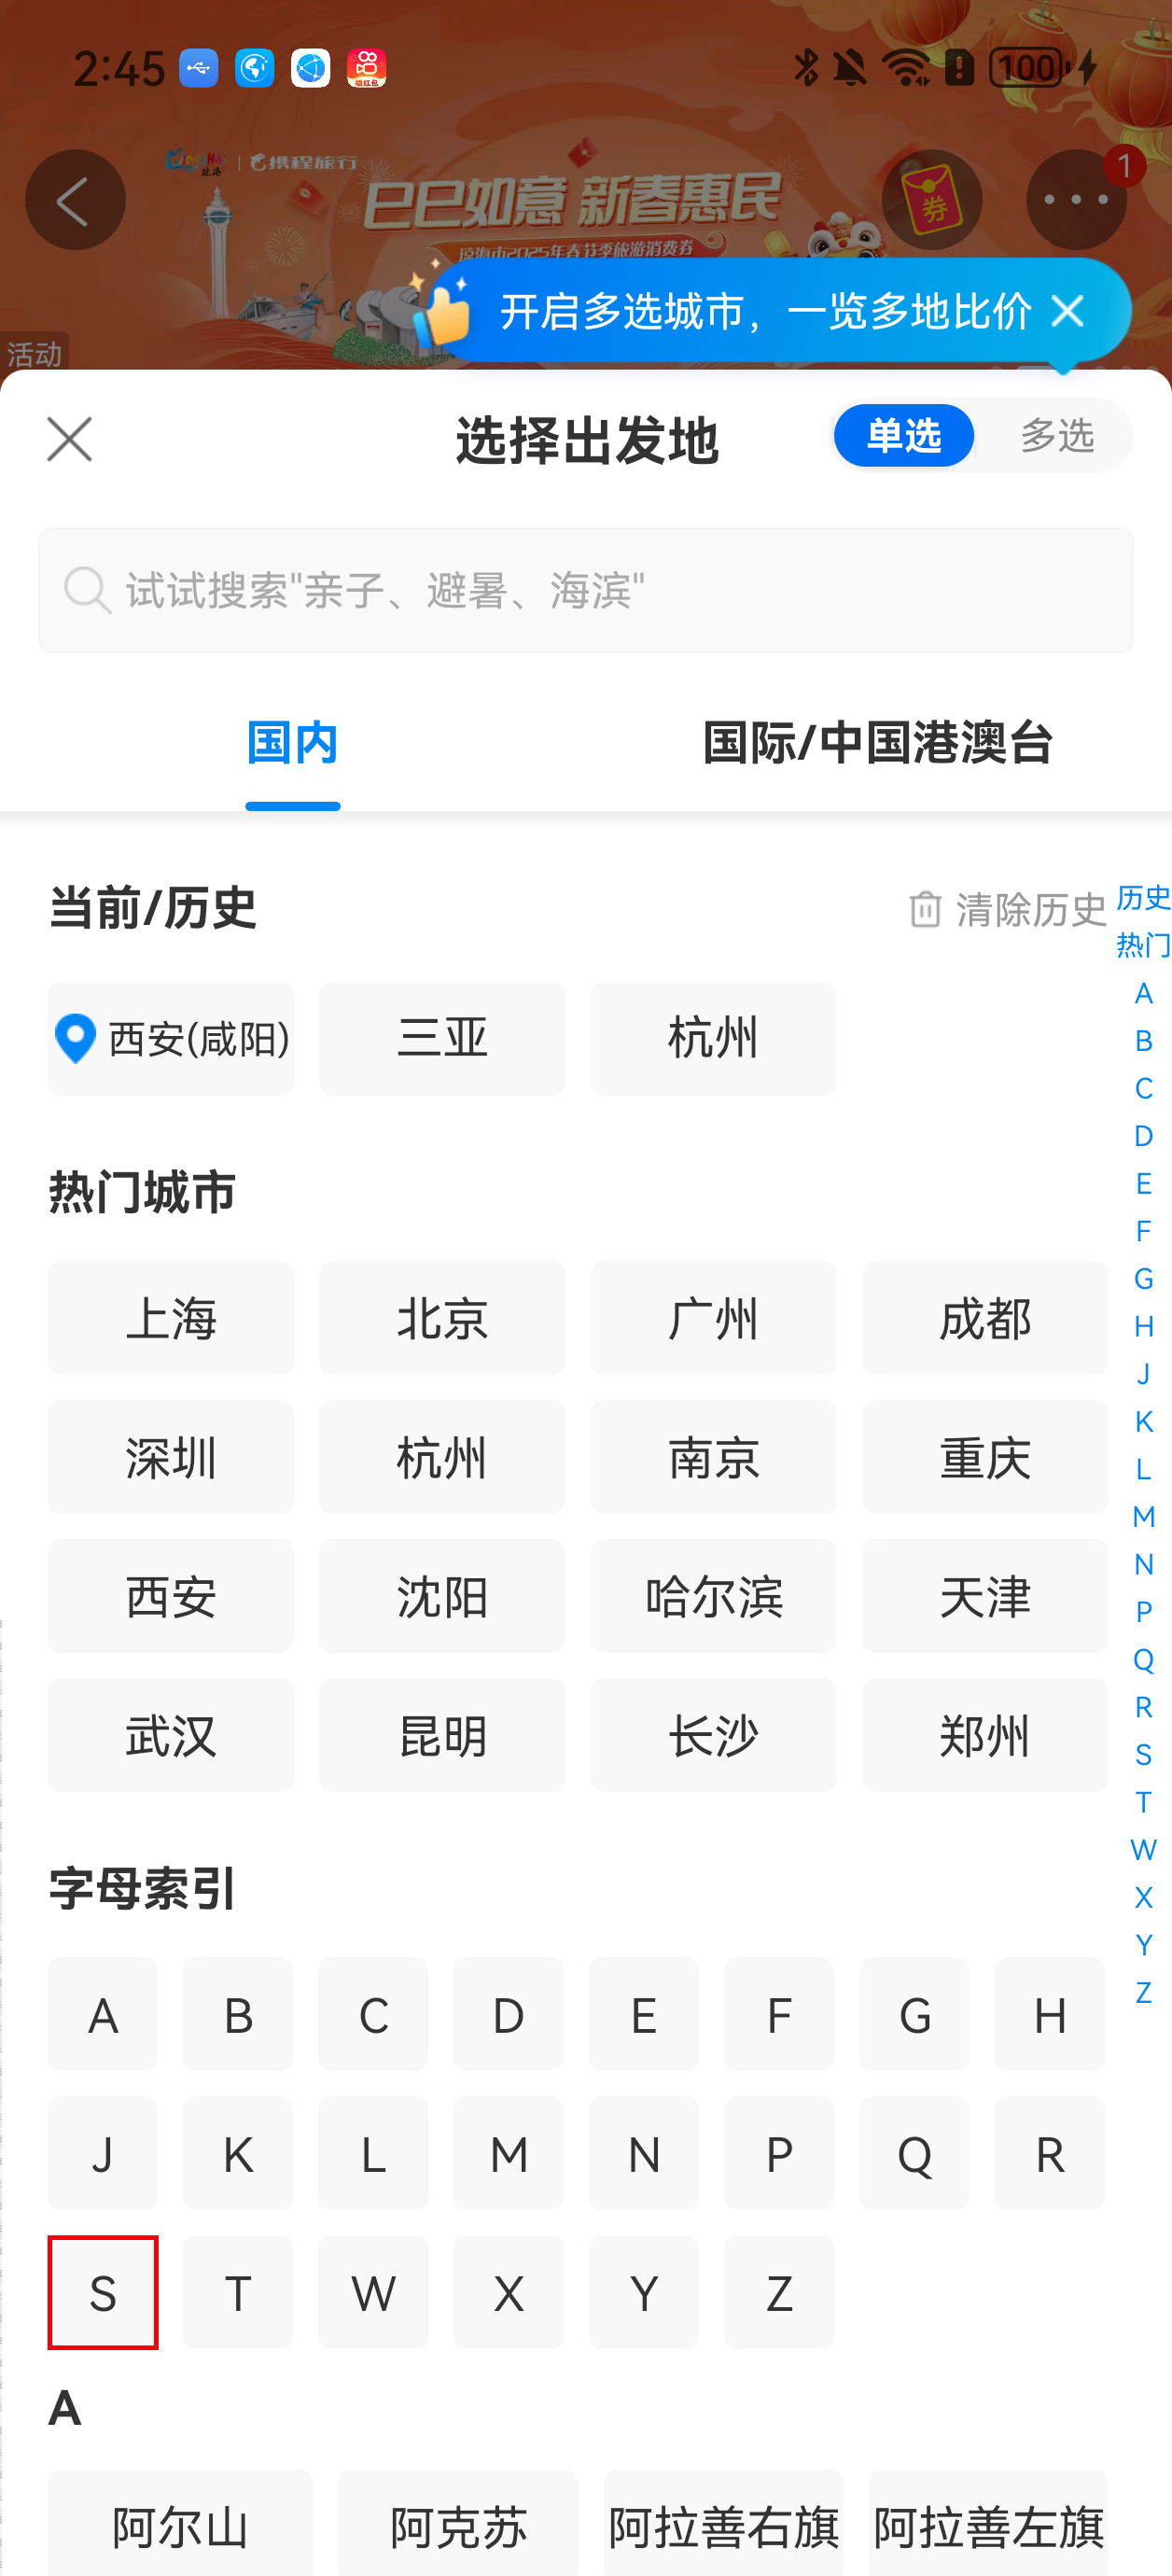 2:45
100
携程旅行
巳巳如意 新春惠民
珠海市2025年春节季旅游消费券
券
1
开启多选城市，一览多地比价
活动
选择出发地
单选
多选
试试搜索"亲子、避暑、海滨"
国内
国际/中国港澳台
当前/历史
清除历史
西安(咸阳)
三亚
杭州
热门城市
上海
北京
广州
成都
深圳
杭州
南京
重庆
西安
沈阳
哈尔滨
天津
武汉
昆明
长沙
郑州
字母索引
A
B
C
D
E
F
G
H
J
K
L
M
N
P
Q
R
S
T
W
X
Y
Z
A
阿尔山
阿克苏
阿拉善右旗
阿拉善左旗
历史
热门
A
B
C
D
E
F
G
H
J
K
L
M
N
P
Q
R
S
T
W
X
Y
Z